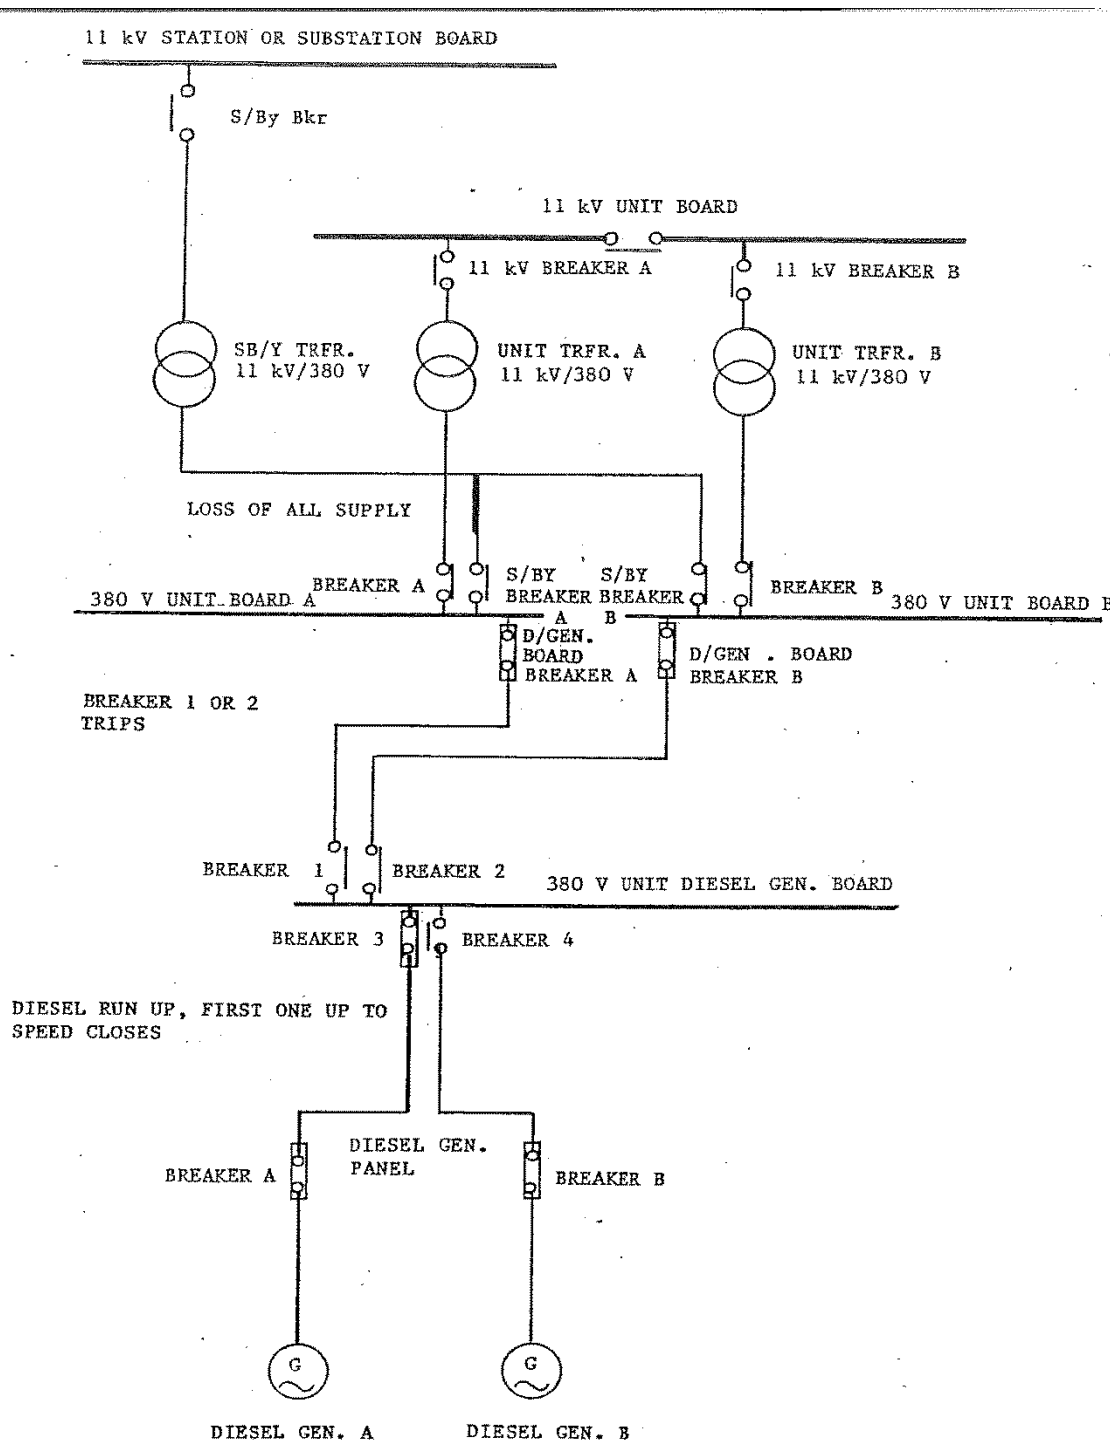 11 kV STATION OR SUBSTATION BOARD
S/By Bkr
11 kV UNIT BOARD
11 kV BREAKER A
11 kV BREAKER B
SB/Y TRFR.
11 kV/380 V
UNIT TRFR. A
11 kV/380 V
UNIT TRFR. B
11 kV/380 V
LOSS OF ALL SUPPLY
BREAKER A
S/BY
BREAKER
A
S/BY
BREAKER
B
BREAKER B
380 V UNIT BOARD A
380 V UNIT BOARD B
D/GEN.
BOARD
BREAKER A
D/GEN . BOARD
BREAKER B
BREAKER 1 OR 2
TRIPS
BREAKER 1
BREAKER 2
380 V UNIT DIESEL GEN. BOARD
BREAKER 3
BREAKER 4
DIESEL RUN UP, FIRST ONE UP TO
SPEED CLOSES
DIESEL GEN.
PANEL
BREAKER A
BREAKER B
G
G
DIESEL GEN. A
DIESEL GEN. B